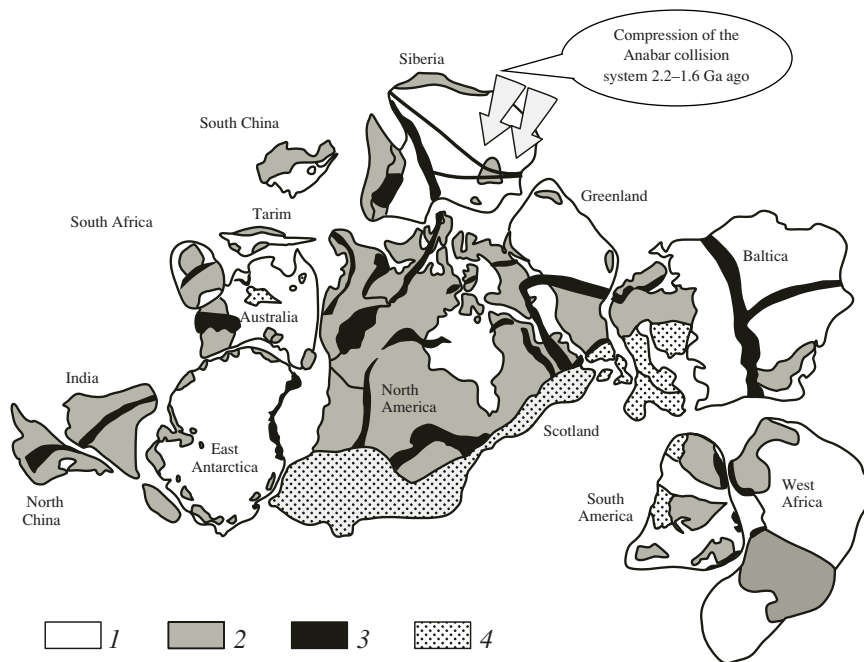 Compression of the
Anabar collision
system 2.2–1.6 Ga ago
Siberia
South China
Greenland
Tarim
South Africa
Baltica
Australia
India
North
America
East
Antarctica
Scotland
North
China
South
America
West
Africa
1
2
3
4